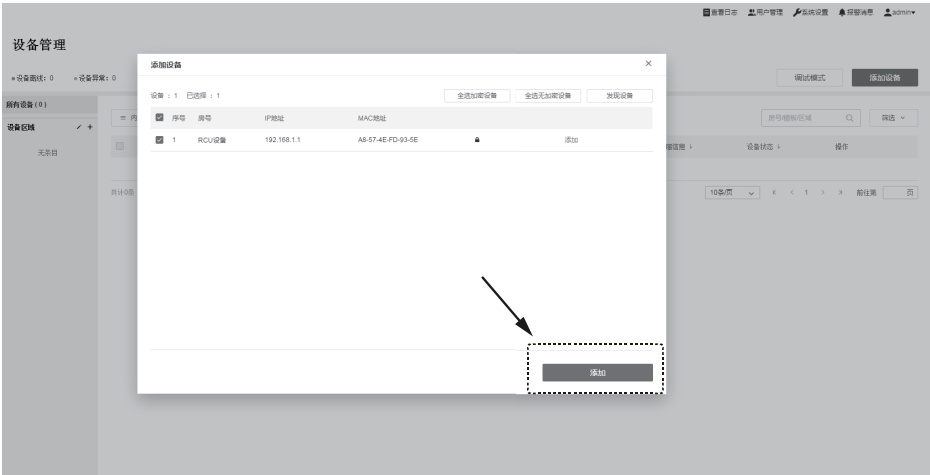 查看日志 用户管理 系统设置 报警消息 admin
设备管理
设备离线：0 设备异常：0 调试模式 添加设备
添加设备
设备：1 已选择：1 全选加密设备 全选无加密设备 发现设备
序号 房号 IP地址 MAC地址
1 RCU设备 192.168.1.1 A8-57-4E-FD-93-5E 添加
添加
所有设备(0)
设备区域
无条目
筛选
设备状态 操作
共计0条 10条/页 1 前往第 页